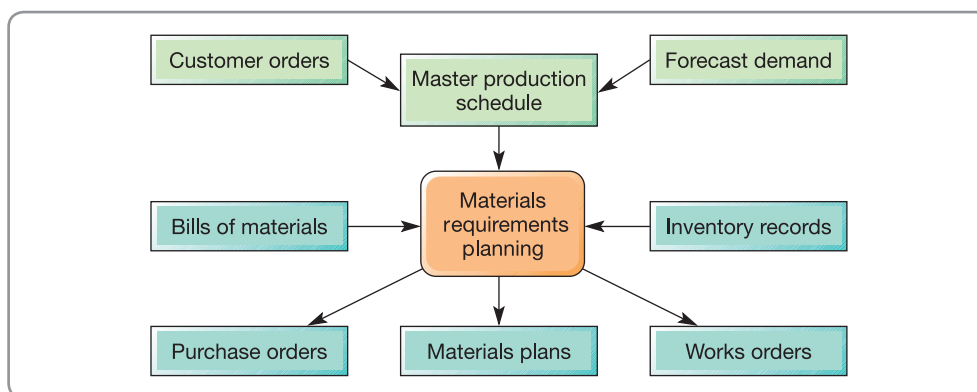 Customer orders
Forecast demand
Master production
schedule
Materials
requirements
planning
Bills of materials
Inventory records
Purchase orders
Materials plans
Works orders